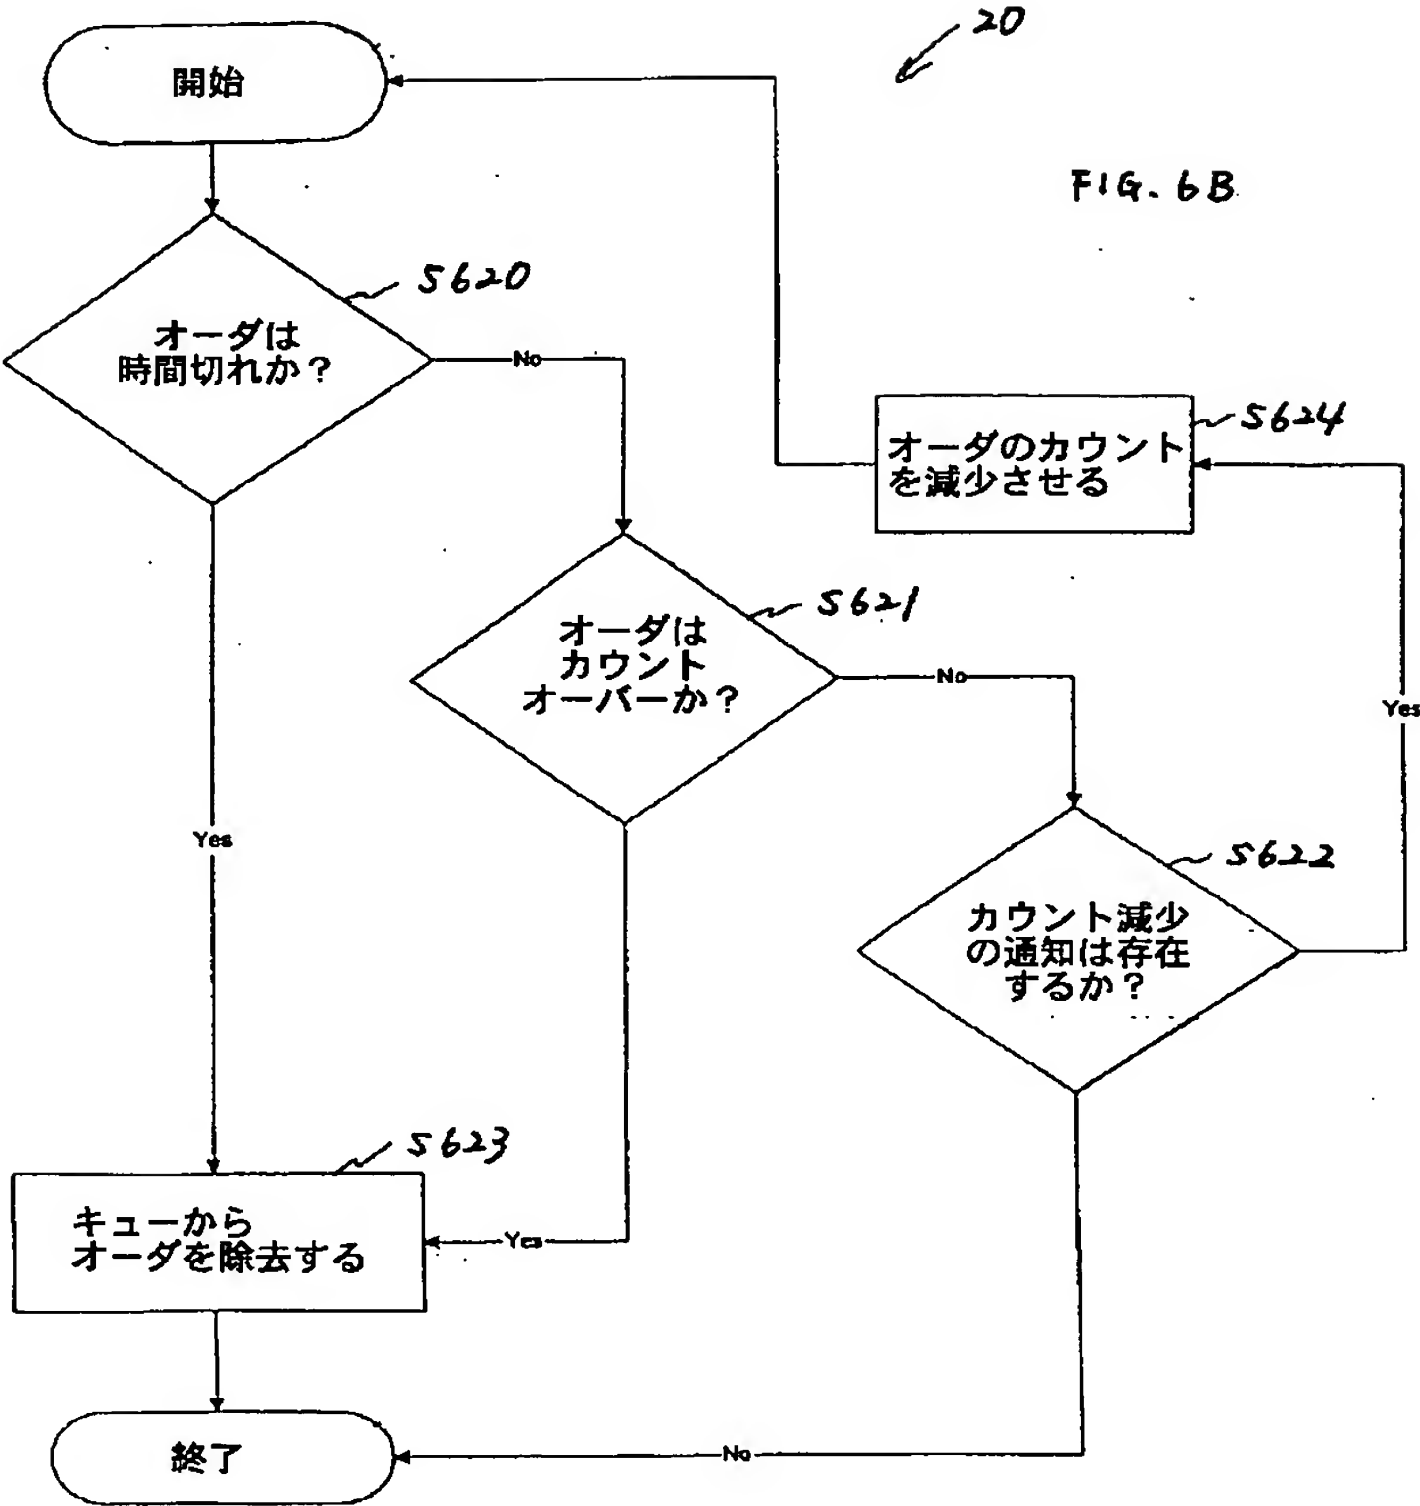 20
開始
FIG. 6B
S620
オーダは
時間切れか？
No
S624
オーダのカウント
を減少させる
S621
オーダは
カウント
オーバーか？
No
Yes
Yes
S622
カウント減少
の通知は存在
するか？
S623
キューから
オーダを除去する
Yes
終了
No